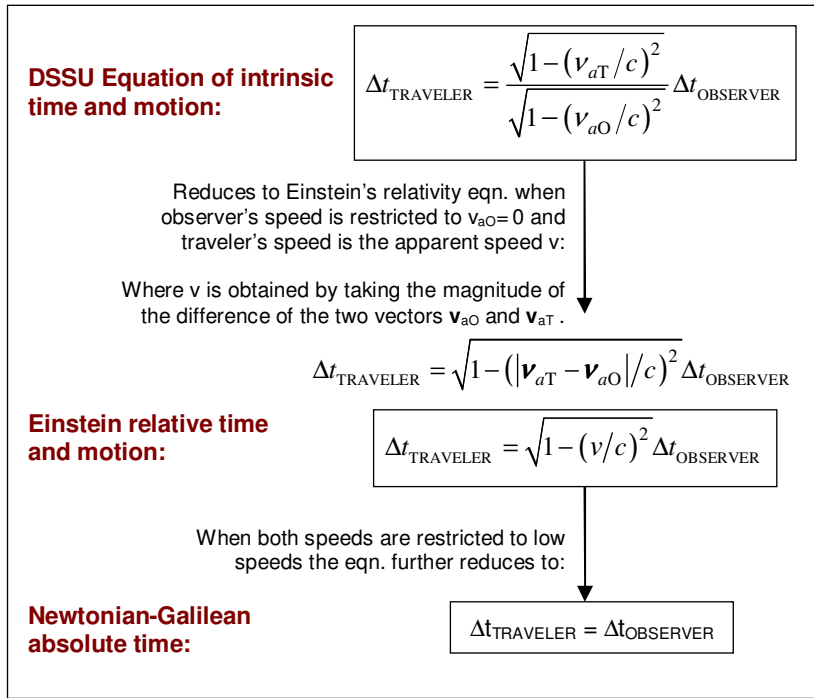 DSSU Equation of intrinsic
time and motion:
Δt_TRAVELER = √(1−(v_aT/c)²) / √(1−(v_aO/c)²) Δt_OBSERVER
Reduces to Einstein’s relativity eqn. when
observer’s speed is restricted to v_aO= 0 and
traveler’s speed is the apparent speed v:
Where v is obtained by taking the magnitude
of the difference of the two vectors v_aO and v_aT .
Δt_TRAVELER = √(1−(|v_aT − v_aO|/c)²) Δt_OBSERVER
Einstein relative time
and motion:
Δt_TRAVELER = √(1−(v/c)²) Δt_OBSERVER
When both speeds are restricted to low
speeds the eqn. further reduces to:
Newtonian-Galilean
absolute time:
Δt_TRAVELER = Δt_OBSERVER